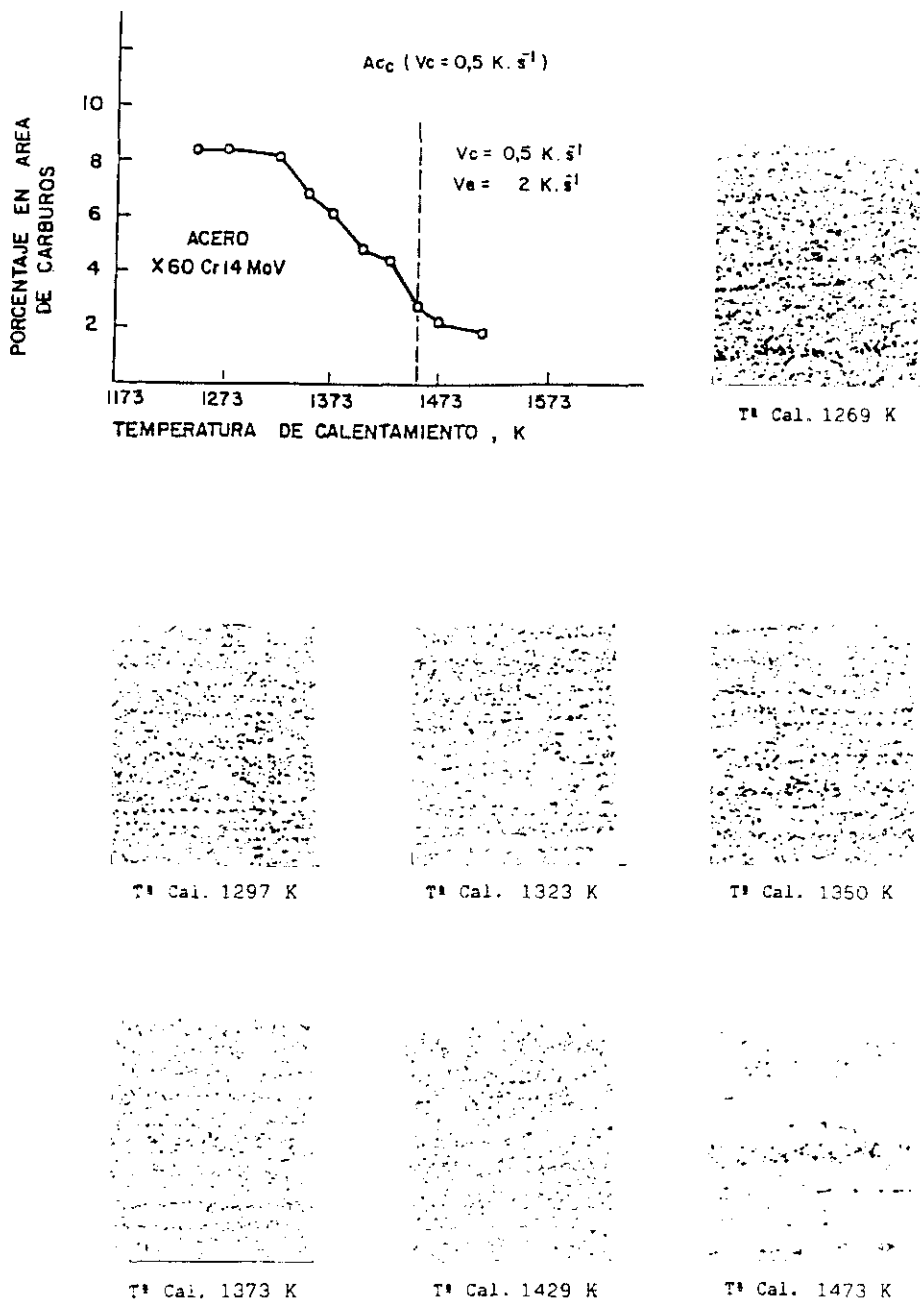 Acc ( Vc = 0,5 K. s⁻¹ )
10
8
6
4
2
Vc = 0,5 K. s⁻¹
Ve = 2 K. s⁻¹
ACERO
X60 Cr14 MoV
PORCENTAJE EN AREA
DE CARBUROS
1173 1273 1373 1473 1573
TEMPERATURA DE CALENTAMIENTO , K
Tª Cal. 1269 K
Tª Cal. 1297 K
Tª Cal. 1323 K
Tª Cal. 1350 K
Tª Cal. 1373 K
Tª Cal. 1429 K
Tª Cal. 1473 K